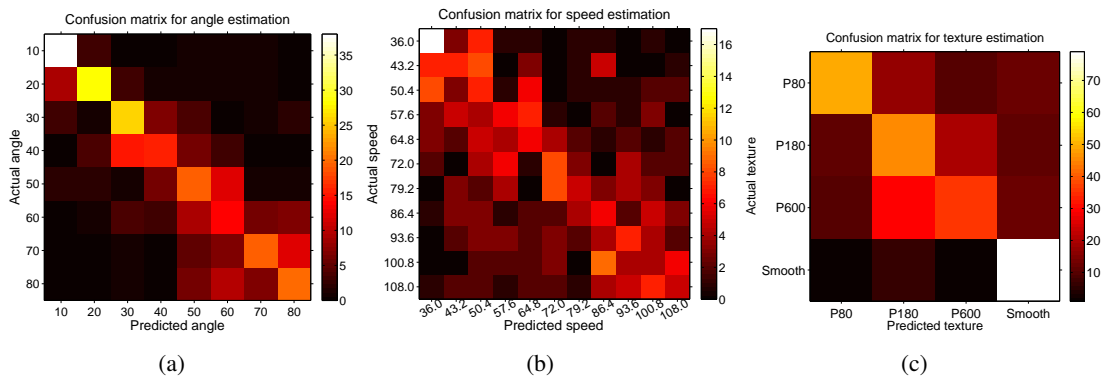 Confusion matrix for angle estimation
10
20
30
40
50
60
70
80
Actual angle
10 20 30 40 50 60 70 80
Predicted angle
35
30
25
20
15
10
5
0
(a)
Confusion matrix for speed estimation
36.0
43.2
50.4
57.6
64.8
72.0
79.2
86.4
93.6
100.8
108.0
Actual speed
36.0 43.2 50.4 57.6 64.8 72.0 79.2 86.4 93.6 100.8 108.0
Predicted speed
16
14
12
10
8
6
4
2
0
(b)
Confusion matrix for texture estimation
P80
P180
P600
Smooth
Actual texture
P80 P180 P600 Smooth
Predicted texture
70
60
50
40
30
20
10
(c)